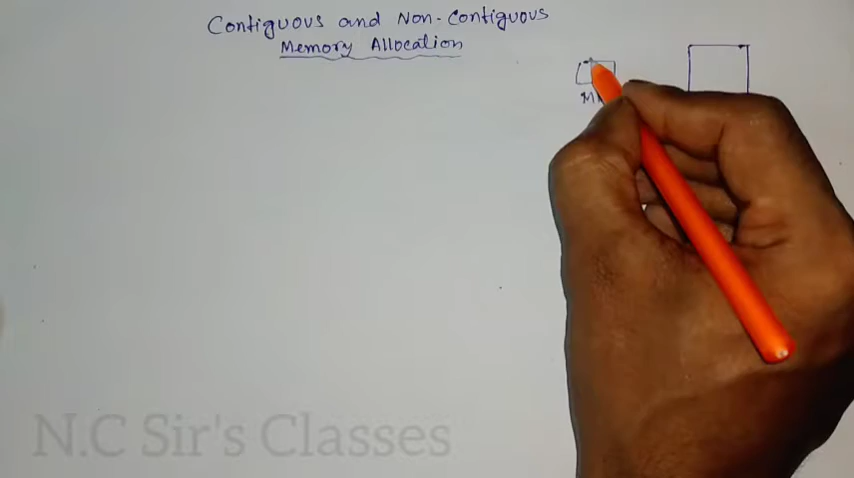 Contiguous and Non-Contiguous
Memory Allocation
N.C Sir's Classes